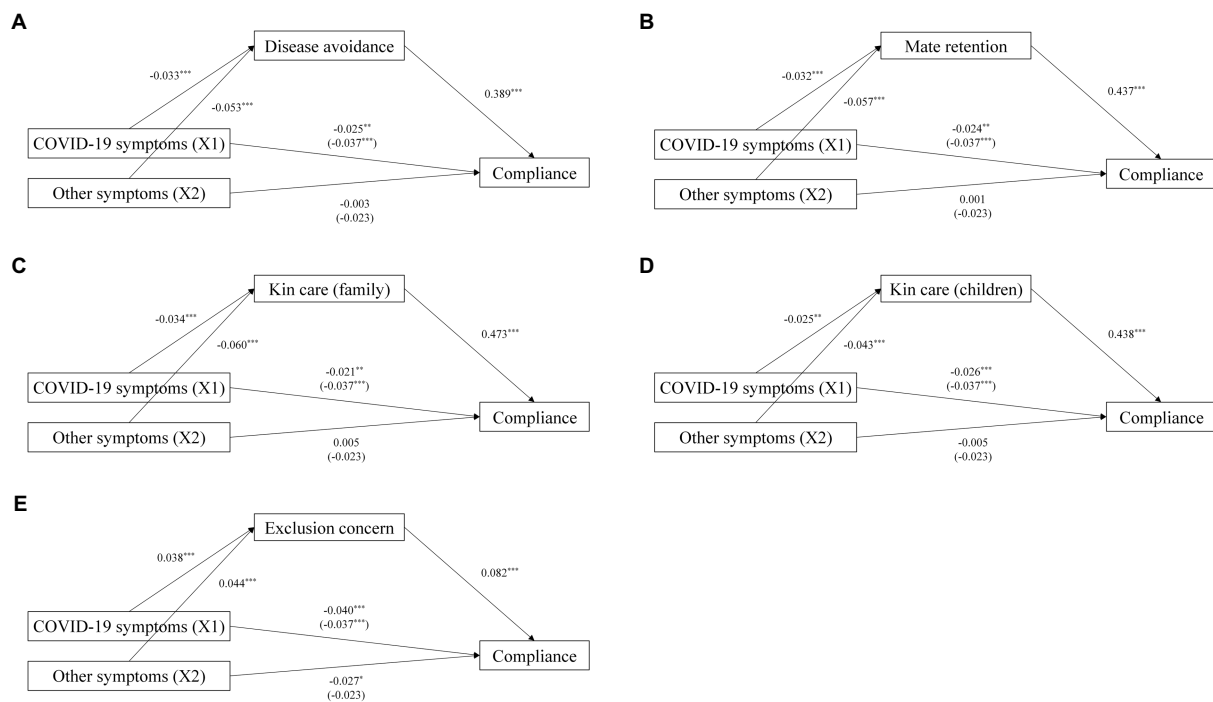 A
Disease avoidance
-0.033***
-0.053***
0.389***
COVID-19 symptoms (X1)
-0.025**
(-0.037***)
Other symptoms (X2)
Compliance
-0.003
(-0.023)
B
Mate retention
-0.032***
-0.057***
0.437***
COVID-19 symptoms (X1)
-0.024**
(-0.037***)
Other symptoms (X2)
Compliance
0.001
(-0.023)
C
Kin care (family)
-0.034***
-0.060***
0.473***
COVID-19 symptoms (X1)
-0.021**
(-0.037***)
Other symptoms (X2)
Compliance
0.005
(-0.023)
D
Kin care (children)
-0.025**
-0.043***
0.438***
COVID-19 symptoms (X1)
-0.026***
(-0.037***)
Other symptoms (X2)
Compliance
-0.005
(-0.023)
E
Exclusion concern
0.038***
0.044***
0.082***
COVID-19 symptoms (X1)
-0.040***
(-0.037***)
Other symptoms (X2)
Compliance
-0.027*
(-0.023)